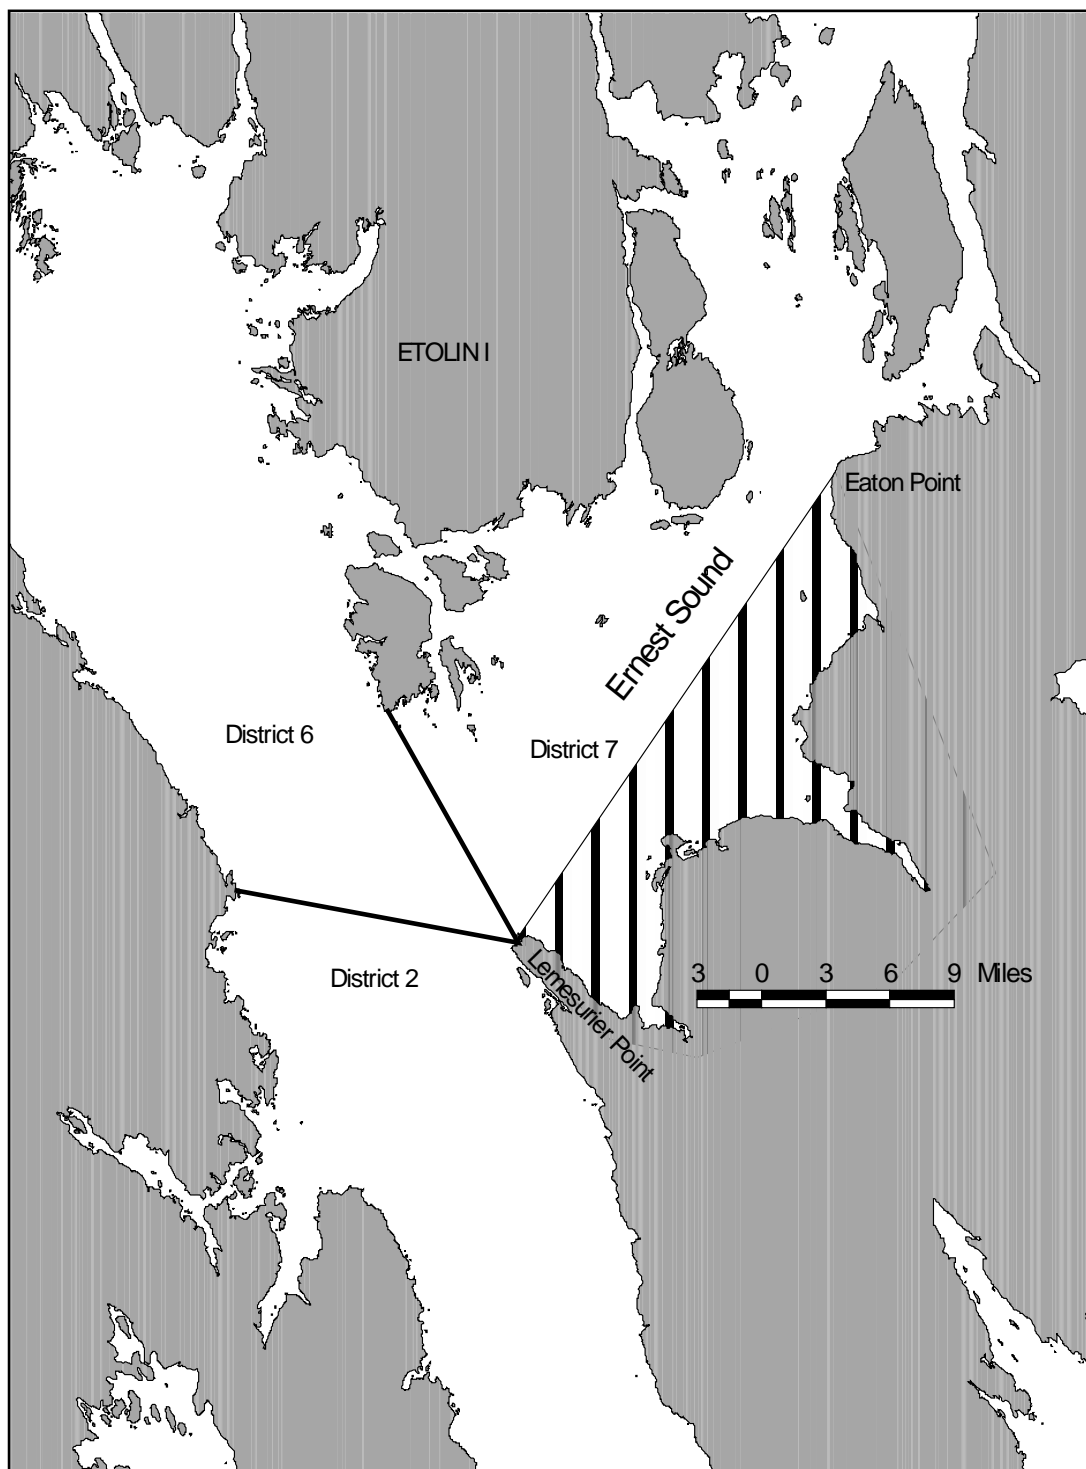 ETOLIN I
Eaton Point
Ernest Sound
District 6
District 7
District 2
Lemesurier Point
3 0 3 6 9 Miles